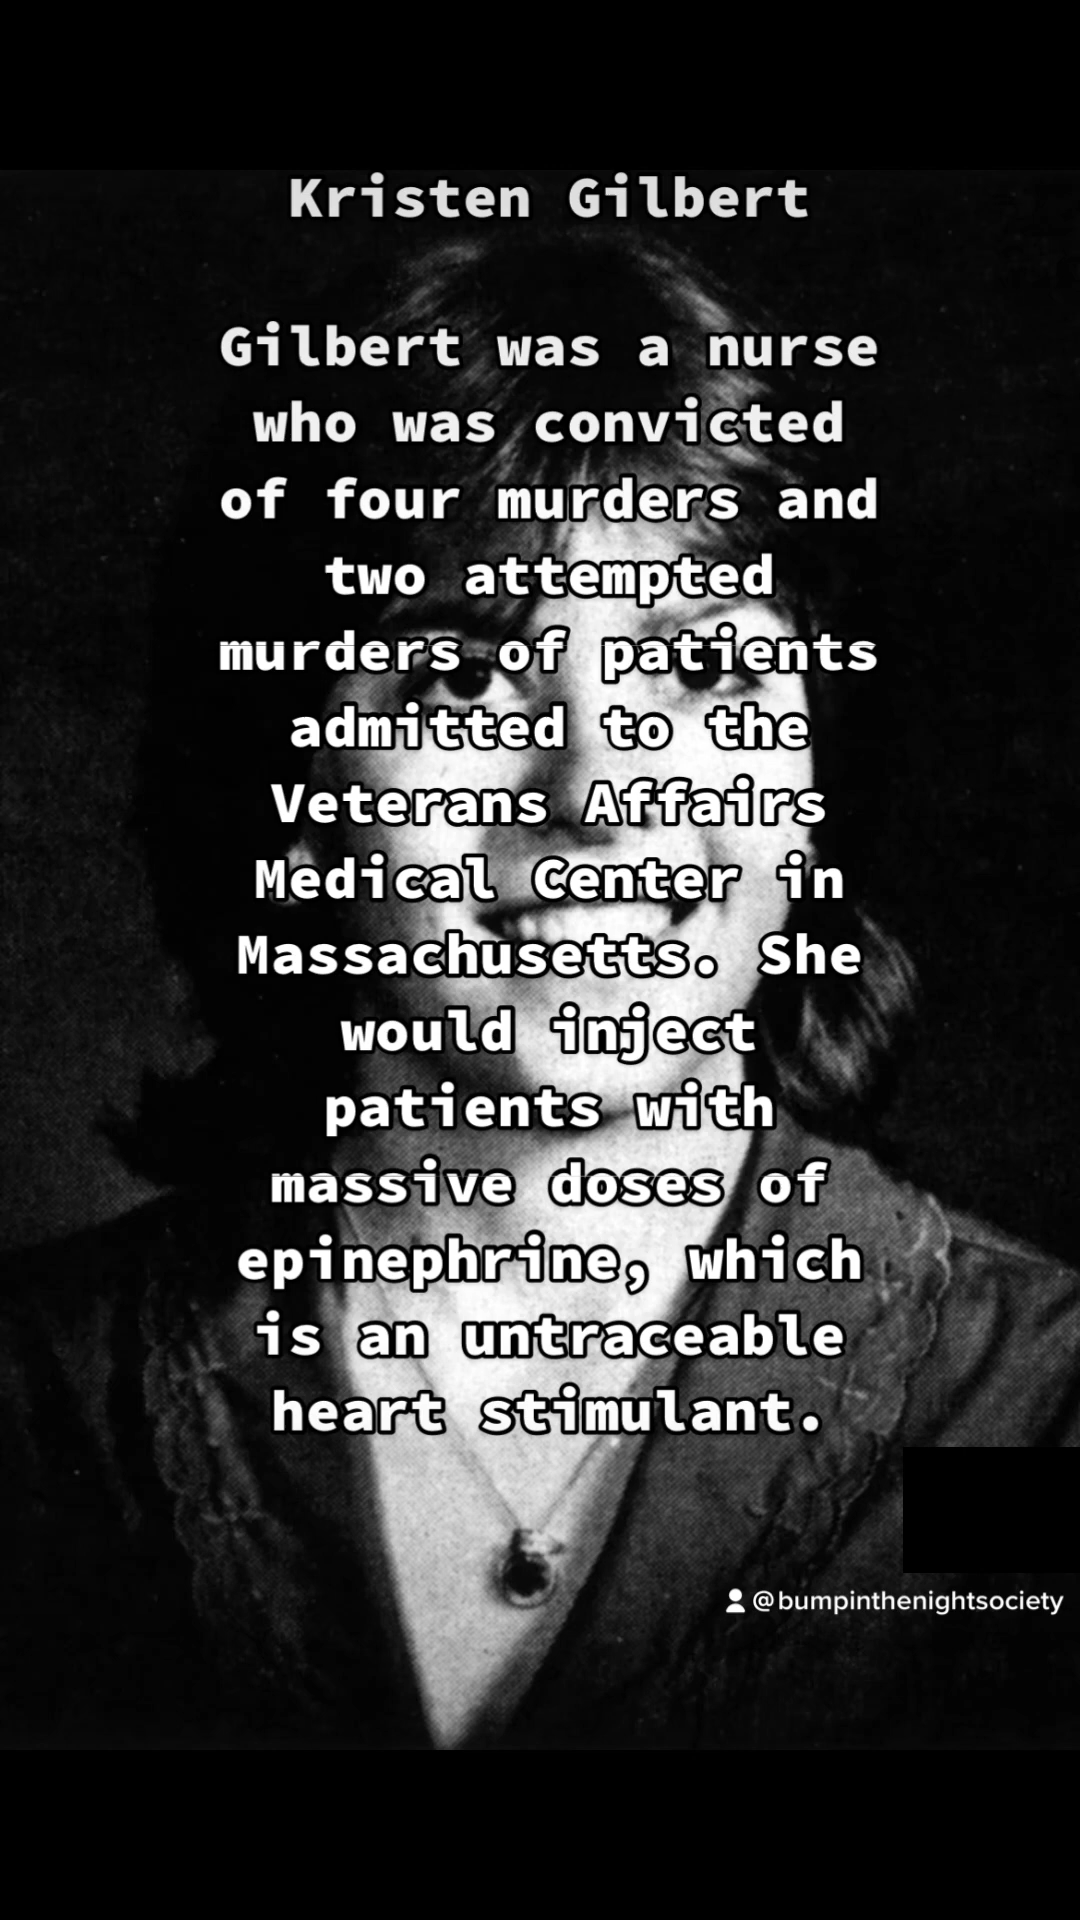 Kristen Gilbert
Gilbert was a nurse
who was convicted
of four murders and
two attempted
murders of patients
admitted to the
Veterans Affairs
Medical Center in
Massachusetts. She
would inject
patients with
massive doses of
epinephrine, which
is an untraceable
heart stimulant.
@bumpinthenightsociety